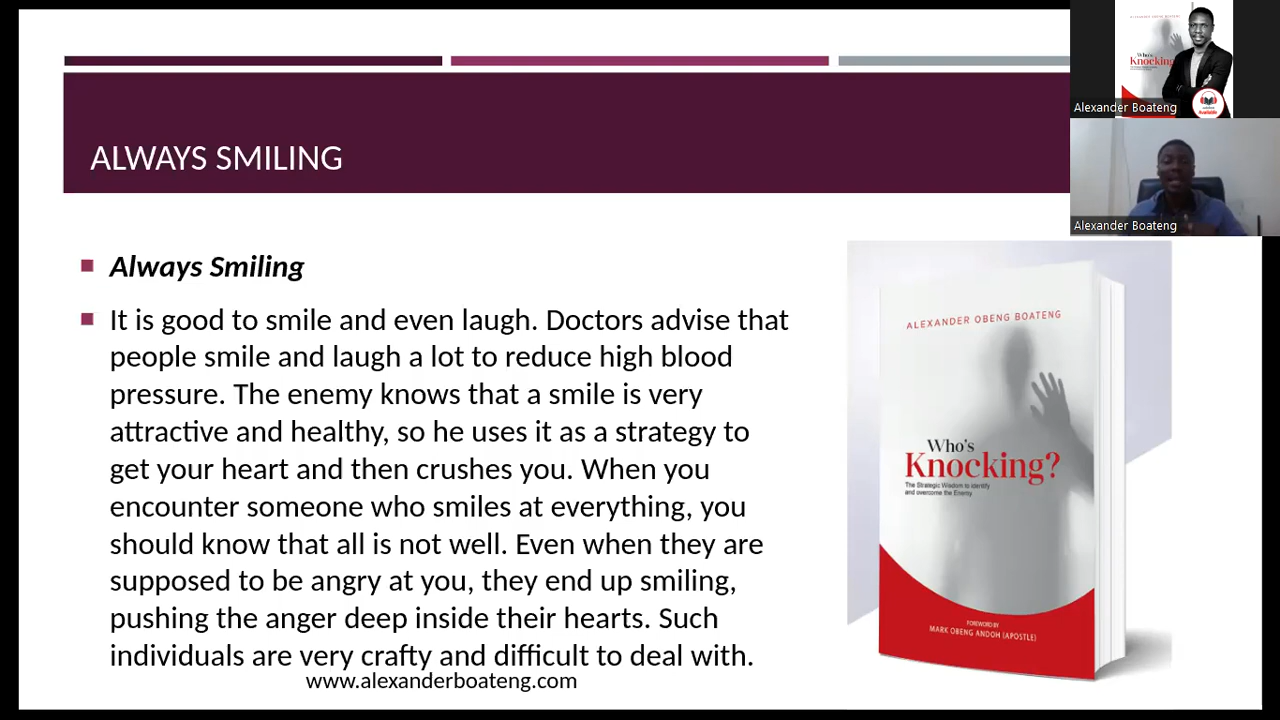 ALWAYS SMILING
Always Smiling
It is good to smile and even laugh. Doctors advise that
people smile and laugh a lot to reduce high blood
pressure. The enemy knows that a smile is very
attractive and healthy, so he uses it as a strategy to
get your heart and then crushes you. When you
encounter someone who smiles at everything, you
should know that all is not well. Even when they are
supposed to be angry at you, they end up smiling,
pushing the anger deep inside their hearts. Such
individuals are very crafty and difficult to deal with.
www.alexanderboateng.com
ALEXANDER OBENG BOATENG
Who's
Knocking?
The Strategic Wisdom to Identify
and overcome the Enemy
FOREWORD BY
MARK OBENG ANDOH (APOSTLE)
Who's
Knocking
Available
Alexander Boateng
Alexander Boateng